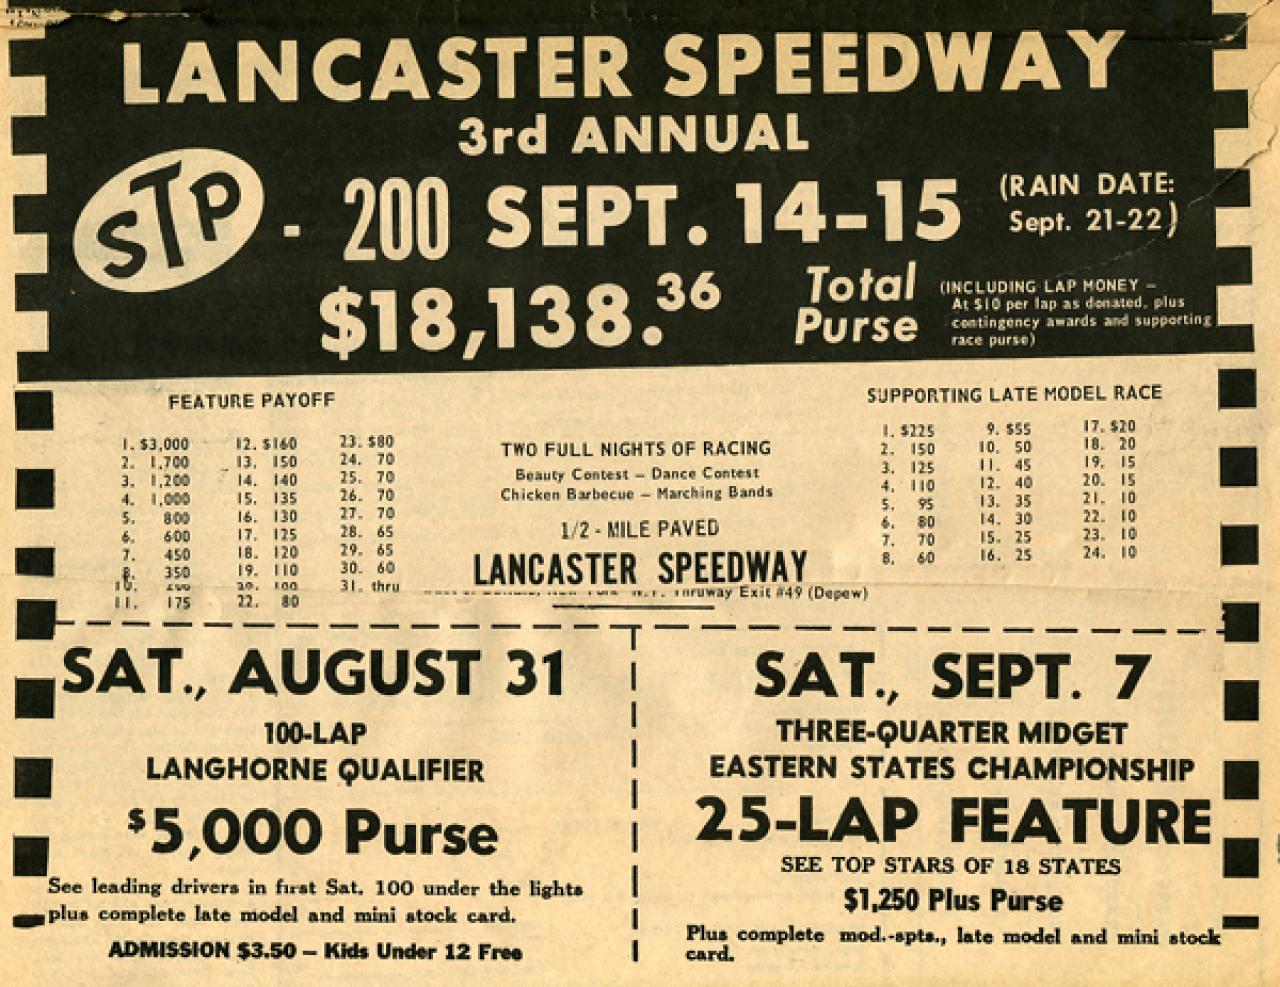 LANCASTER SPEEDWAY
3rd ANNUAL
STP - 200 SEPT. 14-15 (RAIN DATE: Sept. 21-22)
$18,138.36 Total Purse
(INCLUDING LAP MONEY –
At $10 per lap as donated, plus
contingency awards and supporting
race purse)
FEATURE PAYOFF
1. $3,000 12. $160 23. $80
2. 1,700 13. 150 24. 70
3. 1,200 14. 140 25. 70
4. 1,000 15. 135 26. 70
5. 800 16. 130 27. 70
6. 600 17. 125 28. 65
7. 450 18. 120 29. 65
8. 350 19. 110 30. 60
10. 20. 100 31. thru
11. 175 22. 80
TWO FULL NIGHTS OF RACING
Beauty Contest – Dance Contest
Chicken Barbecue – Marching Bands
1/2 - MILE PAVED
LANCASTER SPEEDWAY
Thruway Exit #49 (Depew)
SUPPORTING LATE MODEL RACE
1. $225 9. $55 17. $20
2. 150 10. 50 18. 20
3. 125 11. 45 19. 15
4. 110 12. 40 20. 15
5. 95 13. 35 21. 10
6. 80 14. 30 22. 10
7. 70 15. 25 23. 10
8. 60 16. 25 24. 10
SAT., AUGUST 31
100-LAP
LANGHORNE QUALIFIER
$5,000 Purse
See leading drivers in first Sat. 100 under the lights
plus complete late model and mini stock card.
ADMISSION $3.50 – Kids Under 12 Free
SAT., SEPT. 7
THREE-QUARTER MIDGET
EASTERN STATES CHAMPIONSHIP
25-LAP FEATURE
SEE TOP STARS OF 18 STATES
$1,250 Plus Purse
Plus complete mod.-spts., late model and mini stock
card.